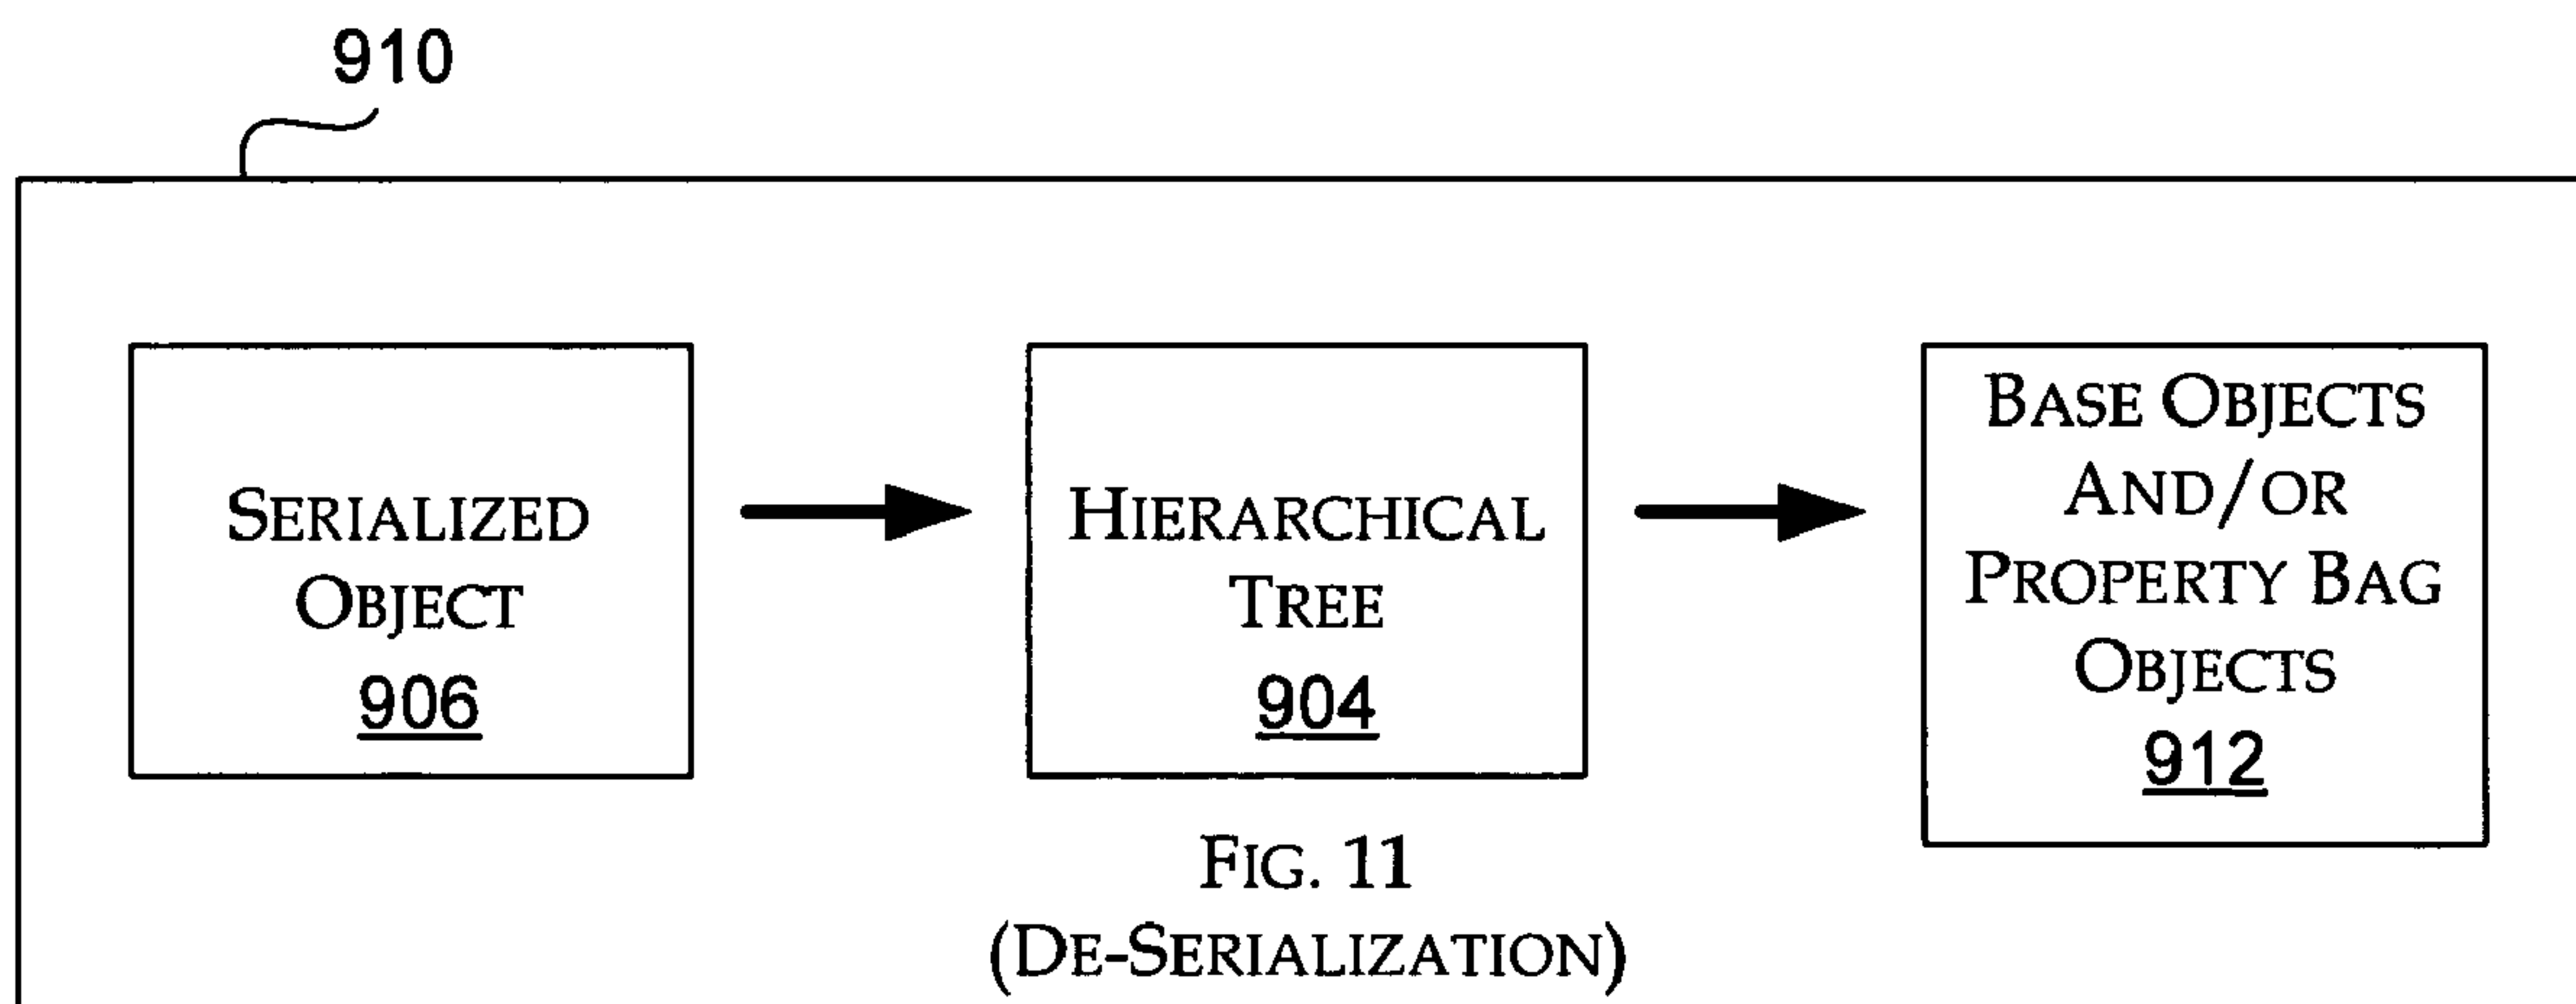 910
SERIALIZED
OBJECT
906
HIERARCHICAL
TREE
904
BASE OBJECTS
AND/OR
PROPERTY BAG
OBJECTS
912
FIG. 11
(DE-SERIALIZATION)